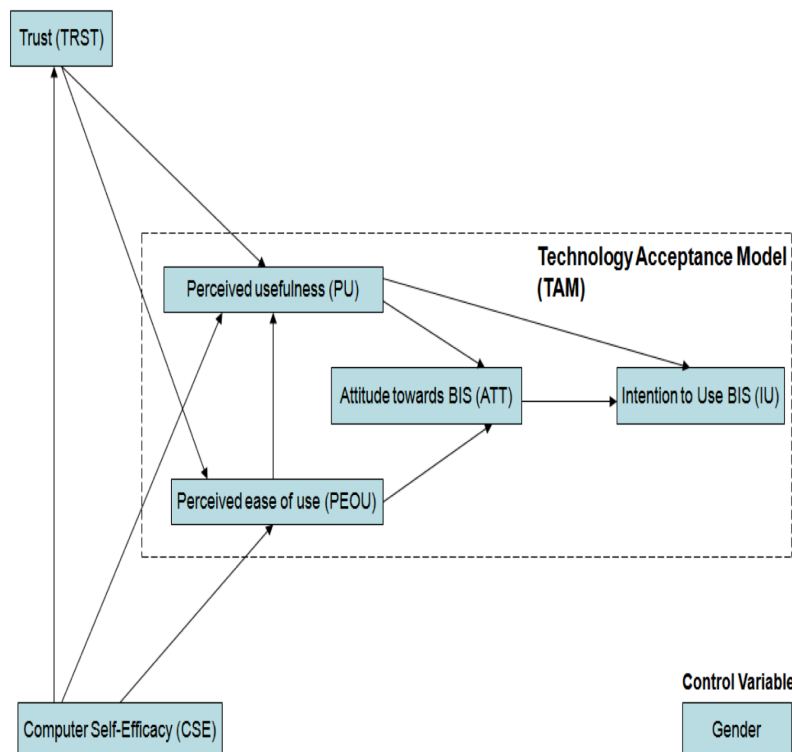 Trust (TRST)
Technology Acceptance Model
(TAM)
Perceived usefulness (PU)
Attitude towards BIS (ATT)
Intention to Use BIS (IU)
Perceived ease of use (PEOU)
Control Variable
Computer Self-Efficacy (CSE)
Gender